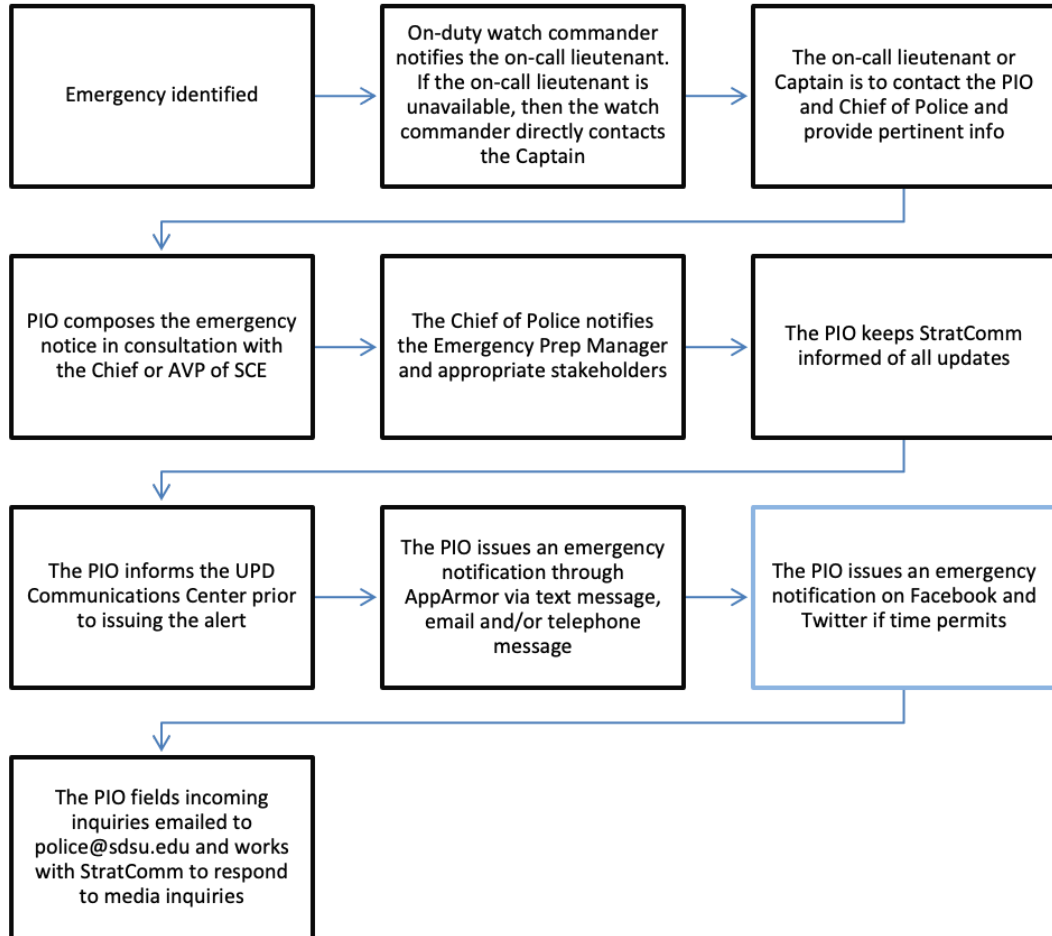 Emergency identified
On-duty watch commander
notifies the on-call lieutenant.
If the on-call lieutenant is
unavailable, then the watch
commander directly contacts
the Captain
The on-call lieutenant or
Captain is to contact the PIO
and Chief of Police and
provide pertinent info
PIO composes the emergency
notice in consultation with
the Chief or AVP of SCE
The Chief of Police notifies
the Emergency Prep Manager
and appropriate stakeholders
The PIO keeps StratComm
informed of all updates
The PIO informs the UPD
Communications Center prior
to issuing the alert
The PIO issues an emergency
notification through
AppArmor via text message,
email and/or telephone
message
The PIO issues an emergency
notification on Facebook and
Twitter if time permits
The PIO fields incoming
inquiries emailed to
police@sdsu.edu and works
with StratComm to respond
to media inquiries